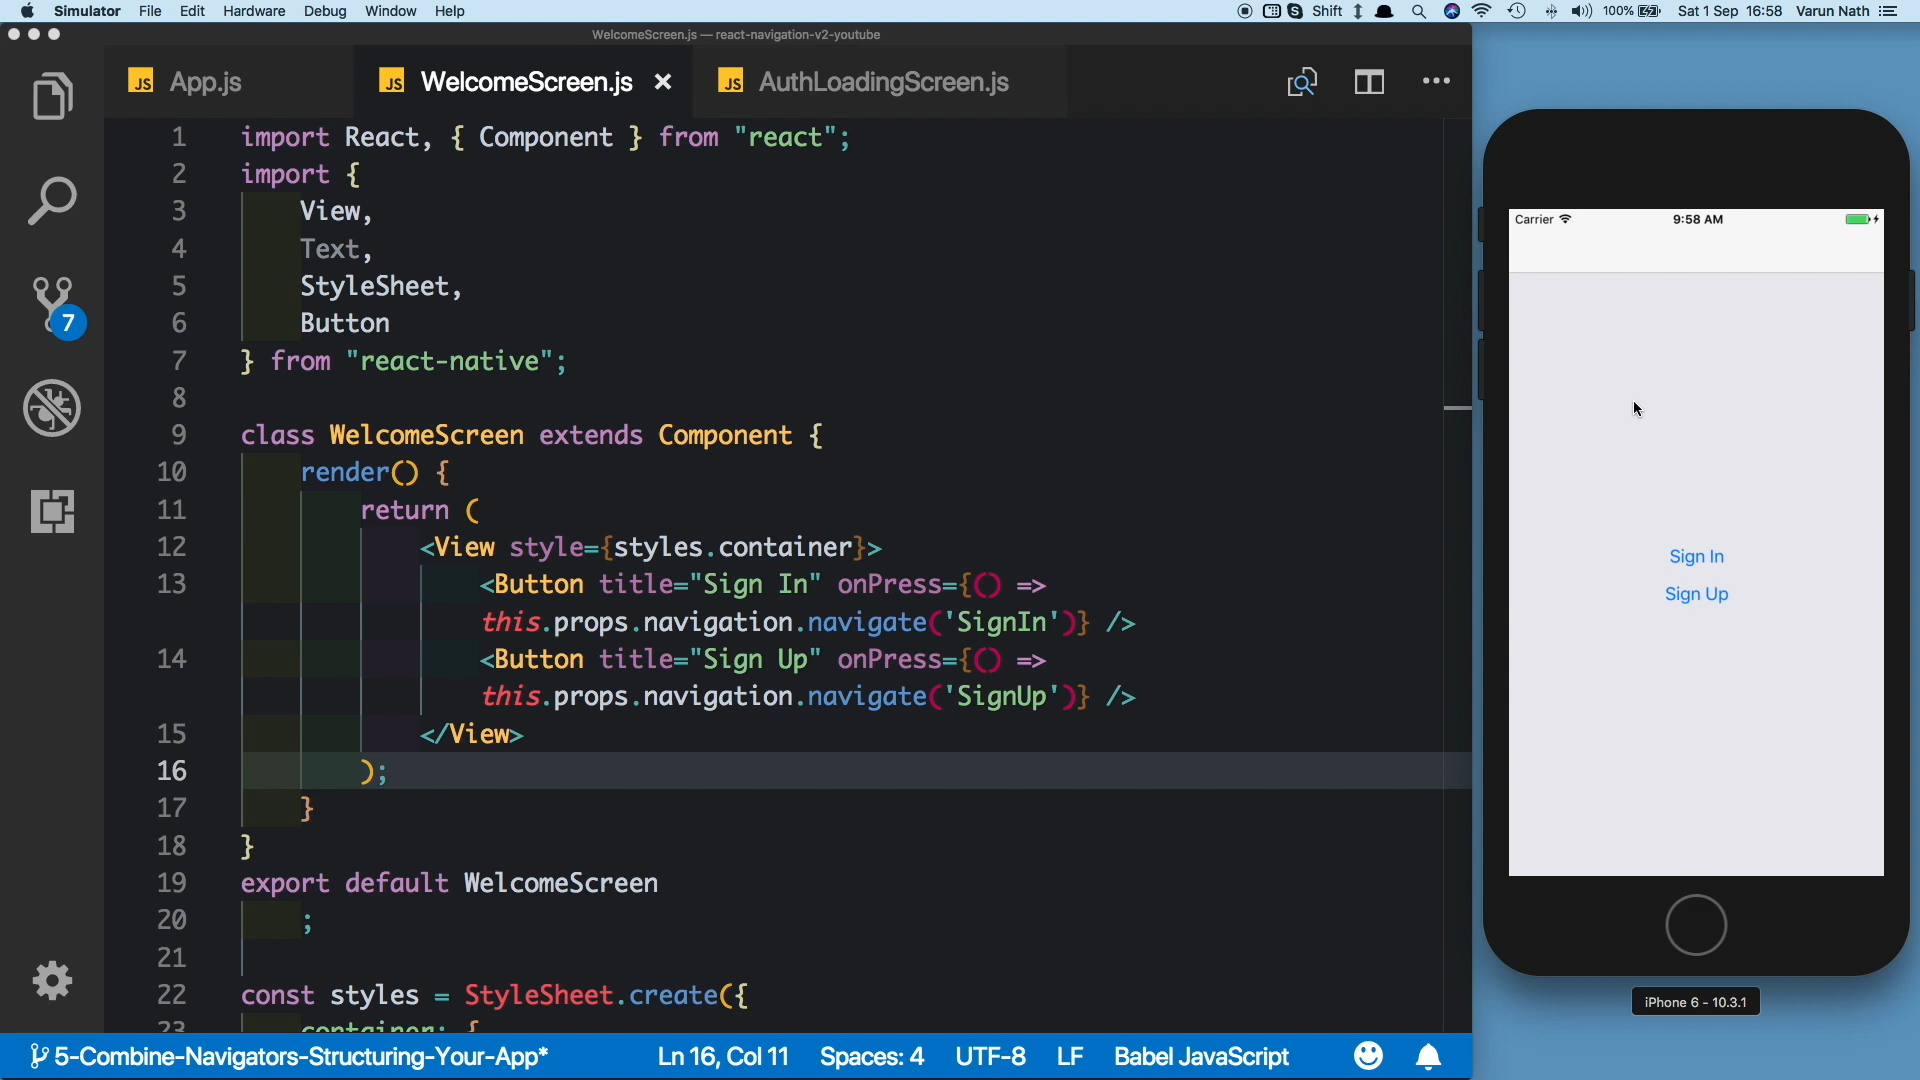 Simulator File Edit Hardware Debug Window Help Shift 100% Sat 1 Sep 16:58 Varun Nath
WelcomeScreen.js — react-navigation-v2-youtube
JS App.js JS WelcomeScreen.js × JS AuthLoadingScreen.js
1 import React, { Component } from "react";
2 import {
3 View,
4 Text,
5 StyleSheet,
6 Button
7 } from "react-native";
8
9 class WelcomeScreen extends Component {
10 render() {
11 return (
12 <View style={styles.container}>
13 <Button title="Sign In" onPress={() =>
this.props.navigation.navigate('SignIn')} />
14 <Button title="Sign Up" onPress={() =>
this.props.navigation.navigate('SignUp')} />
15 </View>
16 );
17 }
18 }
19 export default WelcomeScreen
20 ;
21
22 const styles = StyleSheet.create({
23 container: {
7
5-Combine-Navigators-Structuring-Your-App* Ln 16, Col 11 Spaces: 4 UTF-8 LF Babel JavaScript
Carrier 9:58 AM
Sign In
Sign Up
iPhone 6 - 10.3.1